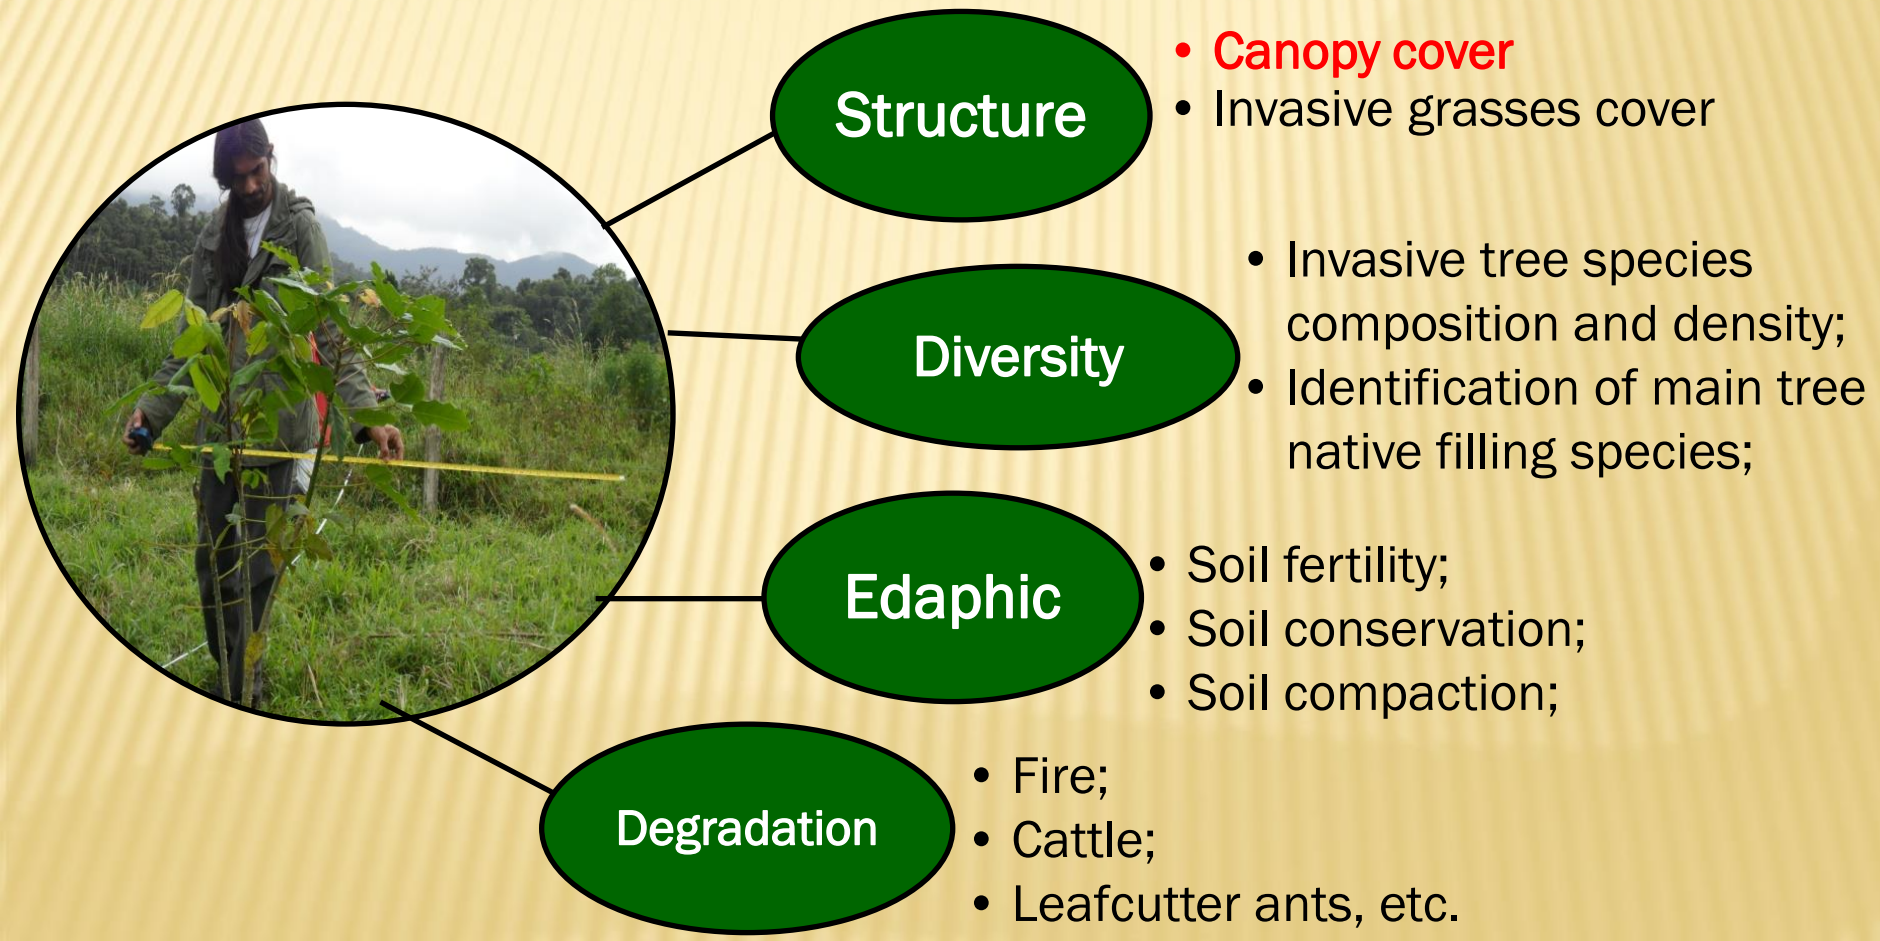 Structure
• Canopy cover
• Invasive grasses cover
Diversity
• Invasive tree species
composition and density;
• Identification of main tree
native filling species;
Edaphic
• Soil fertility;
• Soil conservation;
• Soil compaction;
Degradation
• Fire;
• Cattle;
• Leafcutter ants, etc.